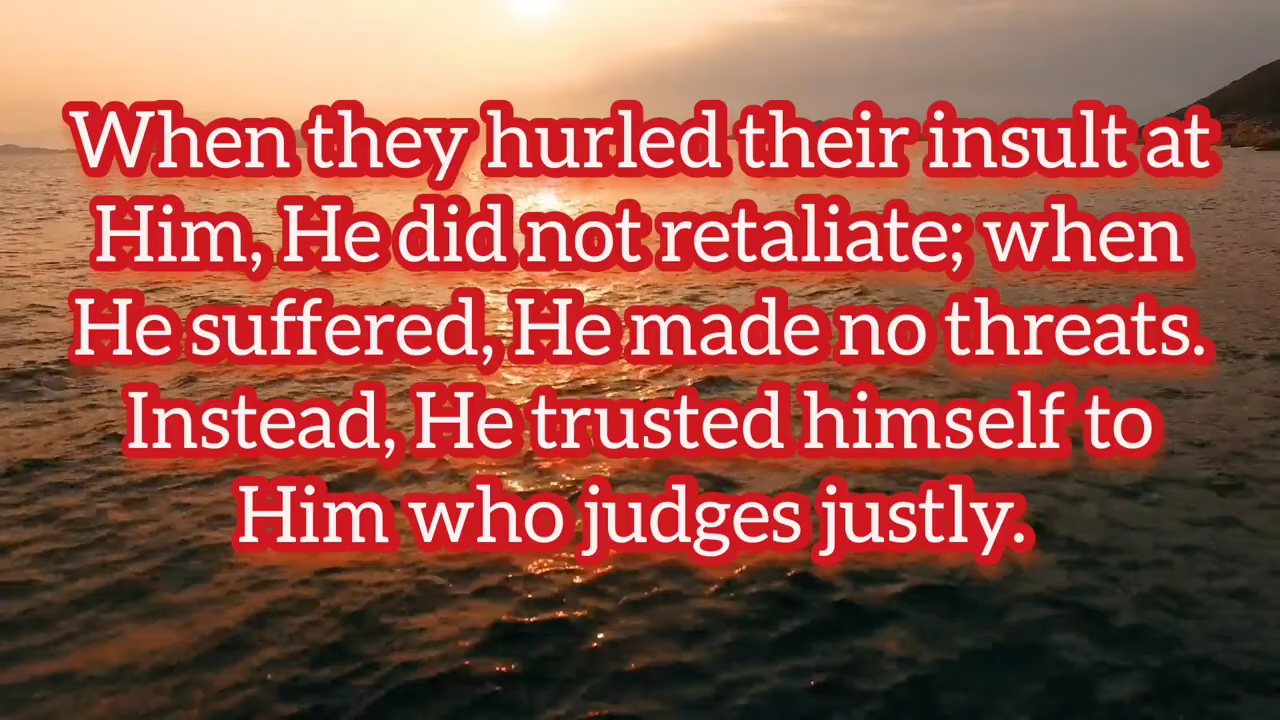 When they hurled their insult at
Him, He did not retaliate; when
He suffered, He made no threats.
Instead, He trusted himself to
Him who judges justly.